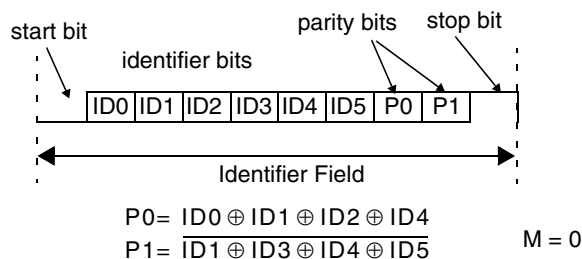 start bit
identifier bits
parity bits
stop bit
ID0 ID1 ID2 ID3 ID4 ID5 P0 P1
Identifier Field
P0= ID0 ⊕ ID1 ⊕ ID2 ⊕ ID4
P1= \overline{ID1 ⊕ ID3 ⊕ ID4 ⊕ ID5}
M = 0